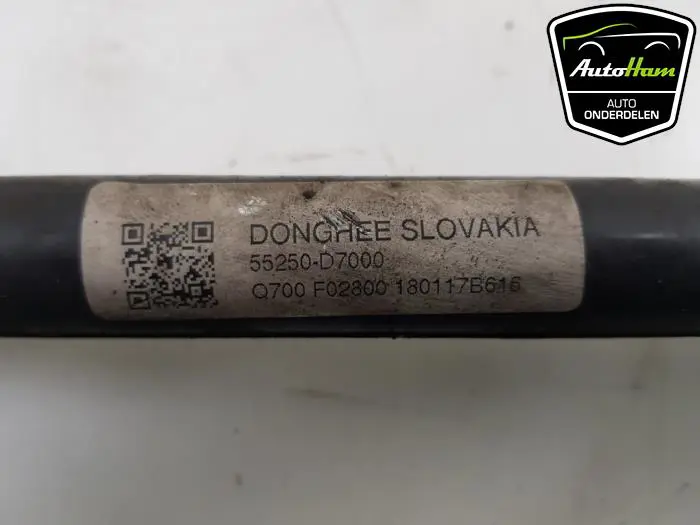 AutoHam
AUTO
ONDERDELEN
DONGHEE SLOVAKIA
55250-D7000
Q700 F02800 180117B616